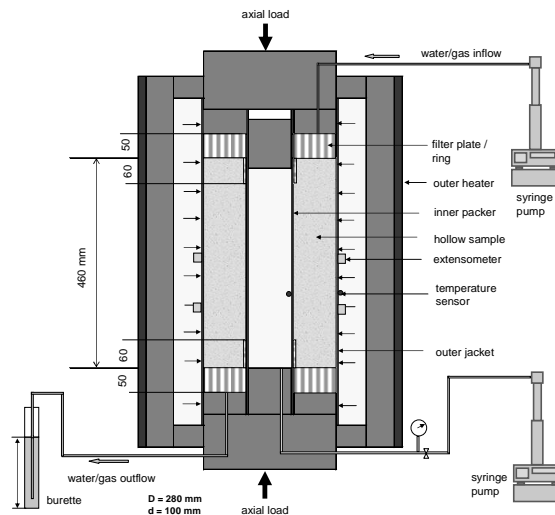 axial load
water/gas inflow
50
filter plate /
ring
60
outer heater
syringe
pump
inner packer
hollow sample
460 mm
extensometer
temperature
sensor
60
outer jacket
50
water/gas outflow
syringe
pump
burette
D = 280 mm
d = 100 mm
axial load